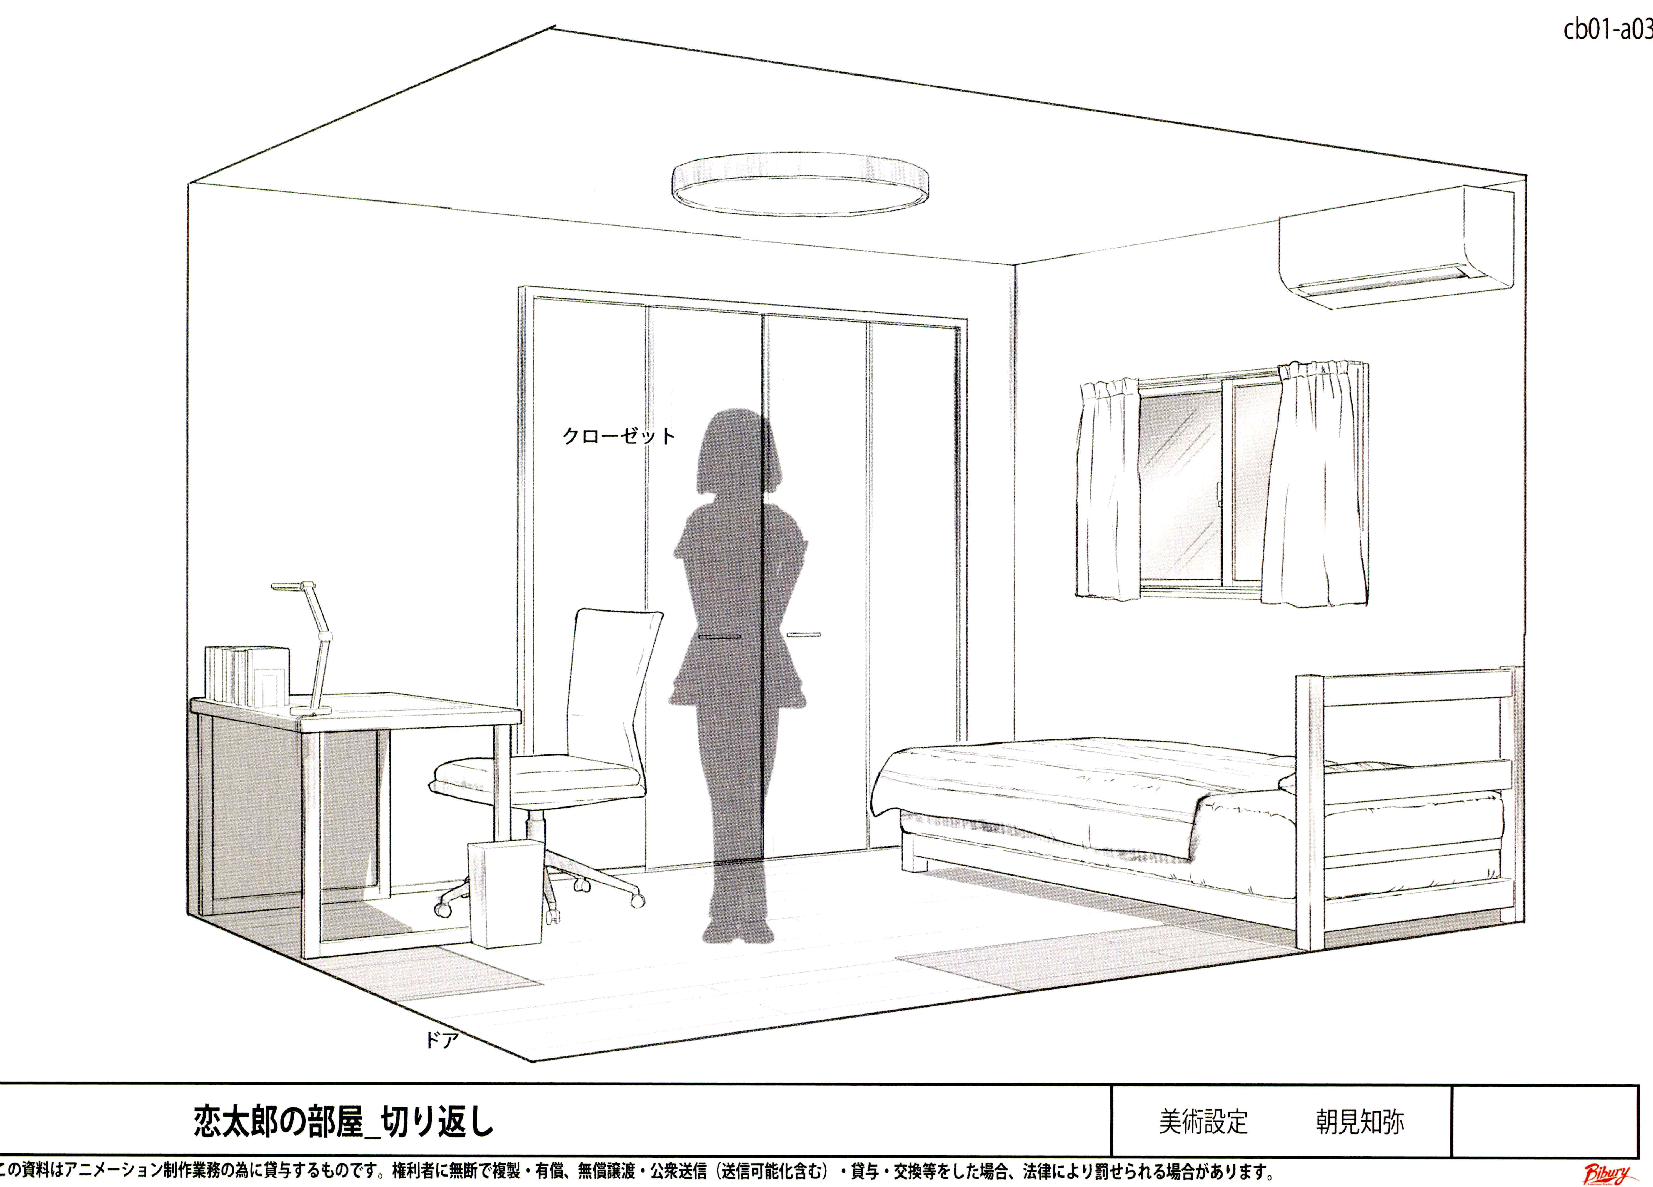 cb01-a03
クローゼット
ドア
恋太郎の部屋_切り返し
美術設定 朝見知弥
この資料はアニメーション制作業務の為に貸与するものです。権利者に無断で複製・有償、無償譲渡・公衆送信（送信可能化含む）・貸与・交換等をした場合、法律により罰せられる場合があります。
Bibury